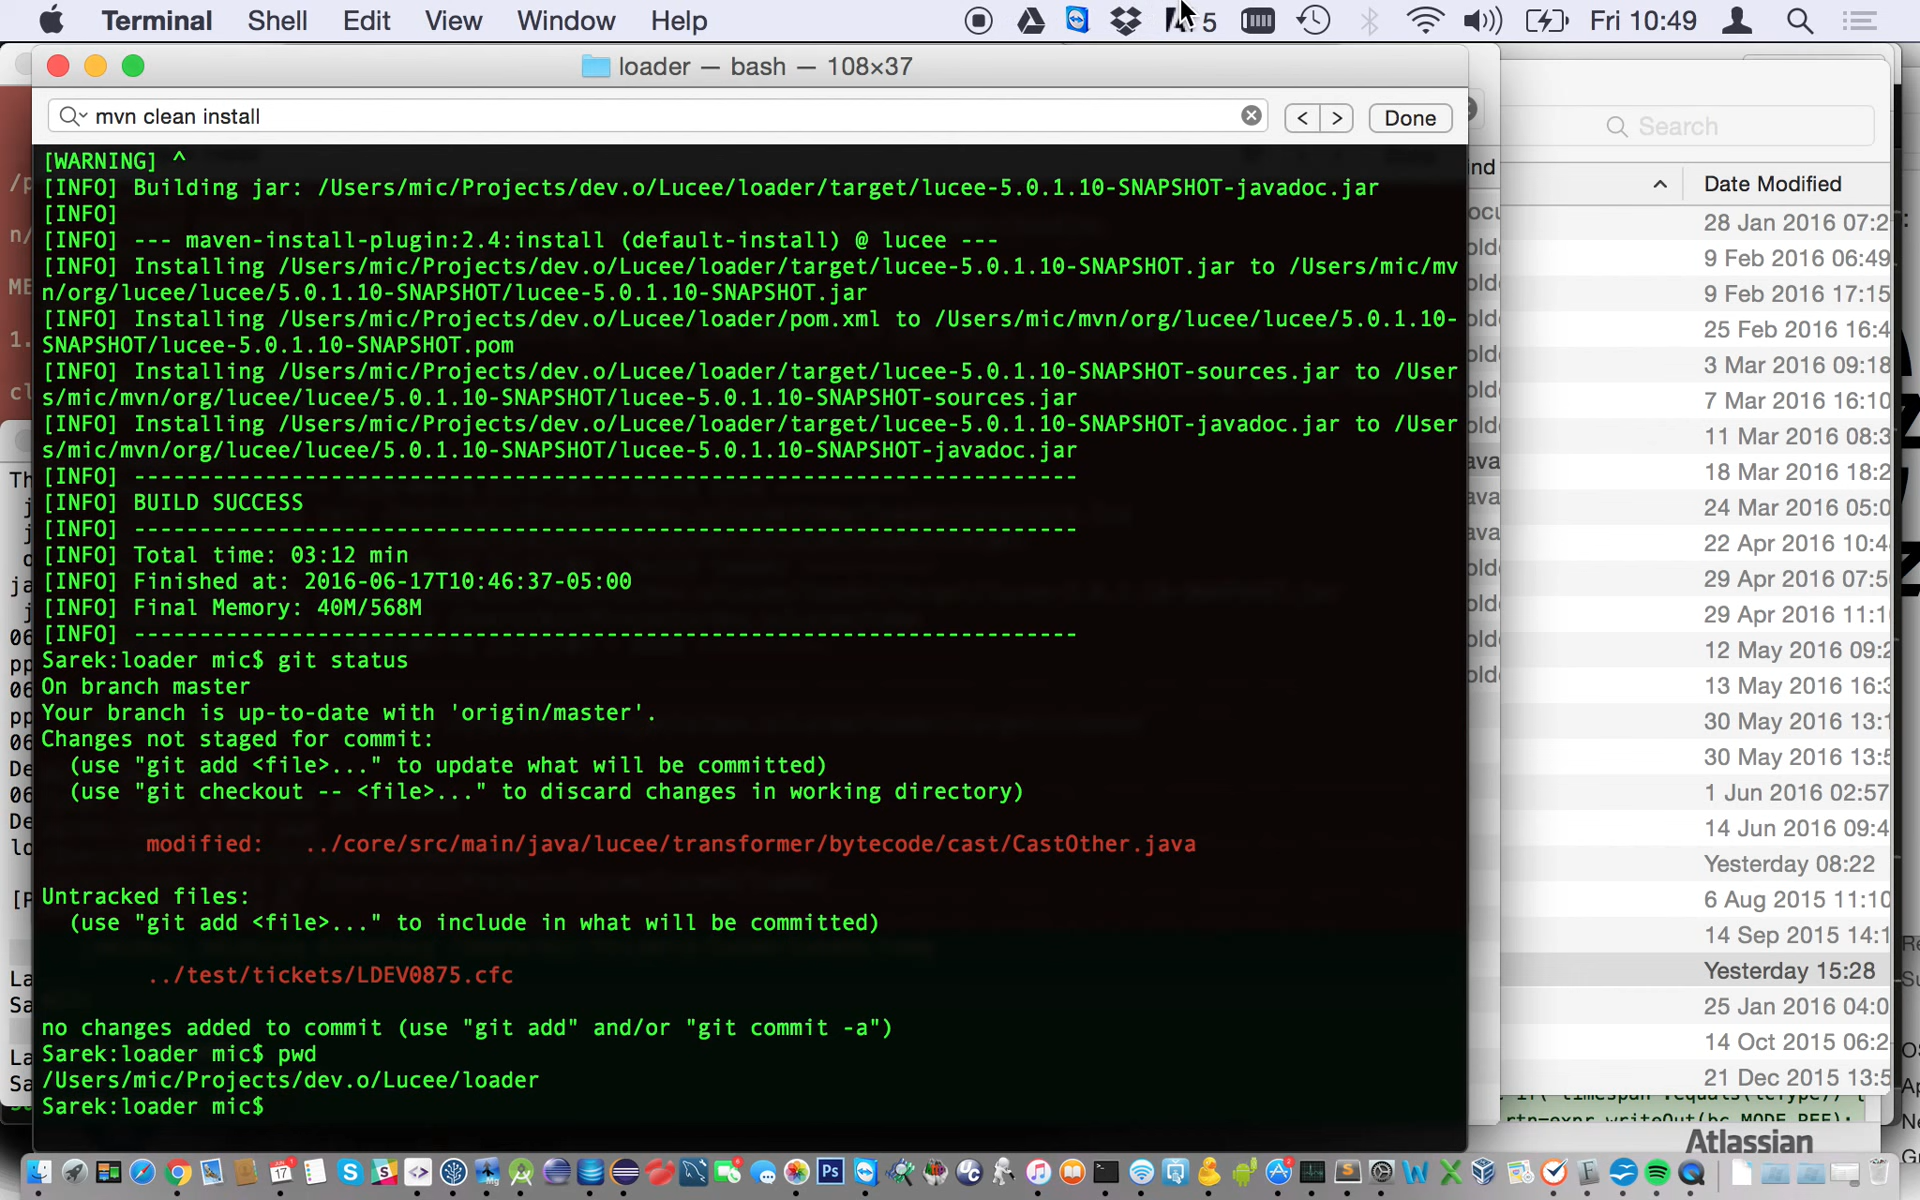 Terminal Shell Edit View Window Help 5 Fri 10:49
loader — bash — 108×37
mvn clean install Done
[WARNING] ^
[INFO] Building jar: /Users/mic/Projects/dev.o/Lucee/loader/target/lucee-5.0.1.10-SNAPSHOT-javadoc.jar
[INFO]
[INFO] --- maven-install-plugin:2.4:install (default-install) @ lucee ---
[INFO] Installing /Users/mic/Projects/dev.o/Lucee/loader/target/lucee-5.0.1.10-SNAPSHOT.jar to /Users/mic/mv
n/org/lucee/lucee/5.0.1.10-SNAPSHOT/lucee-5.0.1.10-SNAPSHOT.jar
[INFO] Installing /Users/mic/Projects/dev.o/Lucee/loader/pom.xml to /Users/mic/mvn/org/lucee/lucee/5.0.1.10-
SNAPSHOT/lucee-5.0.1.10-SNAPSHOT.pom
[INFO] Installing /Users/mic/Projects/dev.o/Lucee/loader/target/lucee-5.0.1.10-SNAPSHOT-sources.jar to /User
s/mic/mvn/org/lucee/lucee/5.0.1.10-SNAPSHOT/lucee-5.0.1.10-SNAPSHOT-sources.jar
[INFO] Installing /Users/mic/Projects/dev.o/Lucee/loader/target/lucee-5.0.1.10-SNAPSHOT-javadoc.jar to /User
s/mic/mvn/org/lucee/lucee/5.0.1.10-SNAPSHOT/lucee-5.0.1.10-SNAPSHOT-javadoc.jar
[INFO] ------------------------------------------------------------------------
[INFO] BUILD SUCCESS
[INFO] ------------------------------------------------------------------------
[INFO] Total time: 03:12 min
[INFO] Finished at: 2016-06-17T10:46:37-05:00
[INFO] Final Memory: 40M/568M
[INFO] ------------------------------------------------------------------------
Sarek:loader mic$ git status
On branch master
Your branch is up-to-date with 'origin/master'.
Changes not staged for commit:
(use "git add <file>..." to update what will be committed)
(use "git checkout -- <file>..." to discard changes in working directory)
modified: ../core/src/main/java/lucee/transformer/bytecode/cast/CastOther.java
Untracked files:
(use "git add <file>..." to include in what will be committed)
../test/tickets/LDEV0875.cfc
no changes added to commit (use "git add" and/or "git commit -a")
Sarek:loader mic$ pwd
/Users/mic/Projects/dev.o/Lucee/loader
Sarek:loader mic$
Search
Date Modified
28 Jan 2016 07:2
9 Feb 2016 06:49
9 Feb 2016 17:15
25 Feb 2016 16:4
3 Mar 2016 09:18
7 Mar 2016 16:10
11 Mar 2016 08:3
18 Mar 2016 18:2
24 Mar 2016 05:0
22 Apr 2016 10:4
29 Apr 2016 07:5
29 Apr 2016 11:1
12 May 2016 09:2
13 May 2016 16:3
30 May 2016 13:1
30 May 2016 13:5
1 Jun 2016 02:57
14 Jun 2016 09:4
Yesterday 08:22
6 Aug 2015 11:10
14 Sep 2015 14:1
Yesterday 15:28
25 Jan 2016 04:0
14 Oct 2015 06:2
21 Dec 2015 13:5
Atlassian